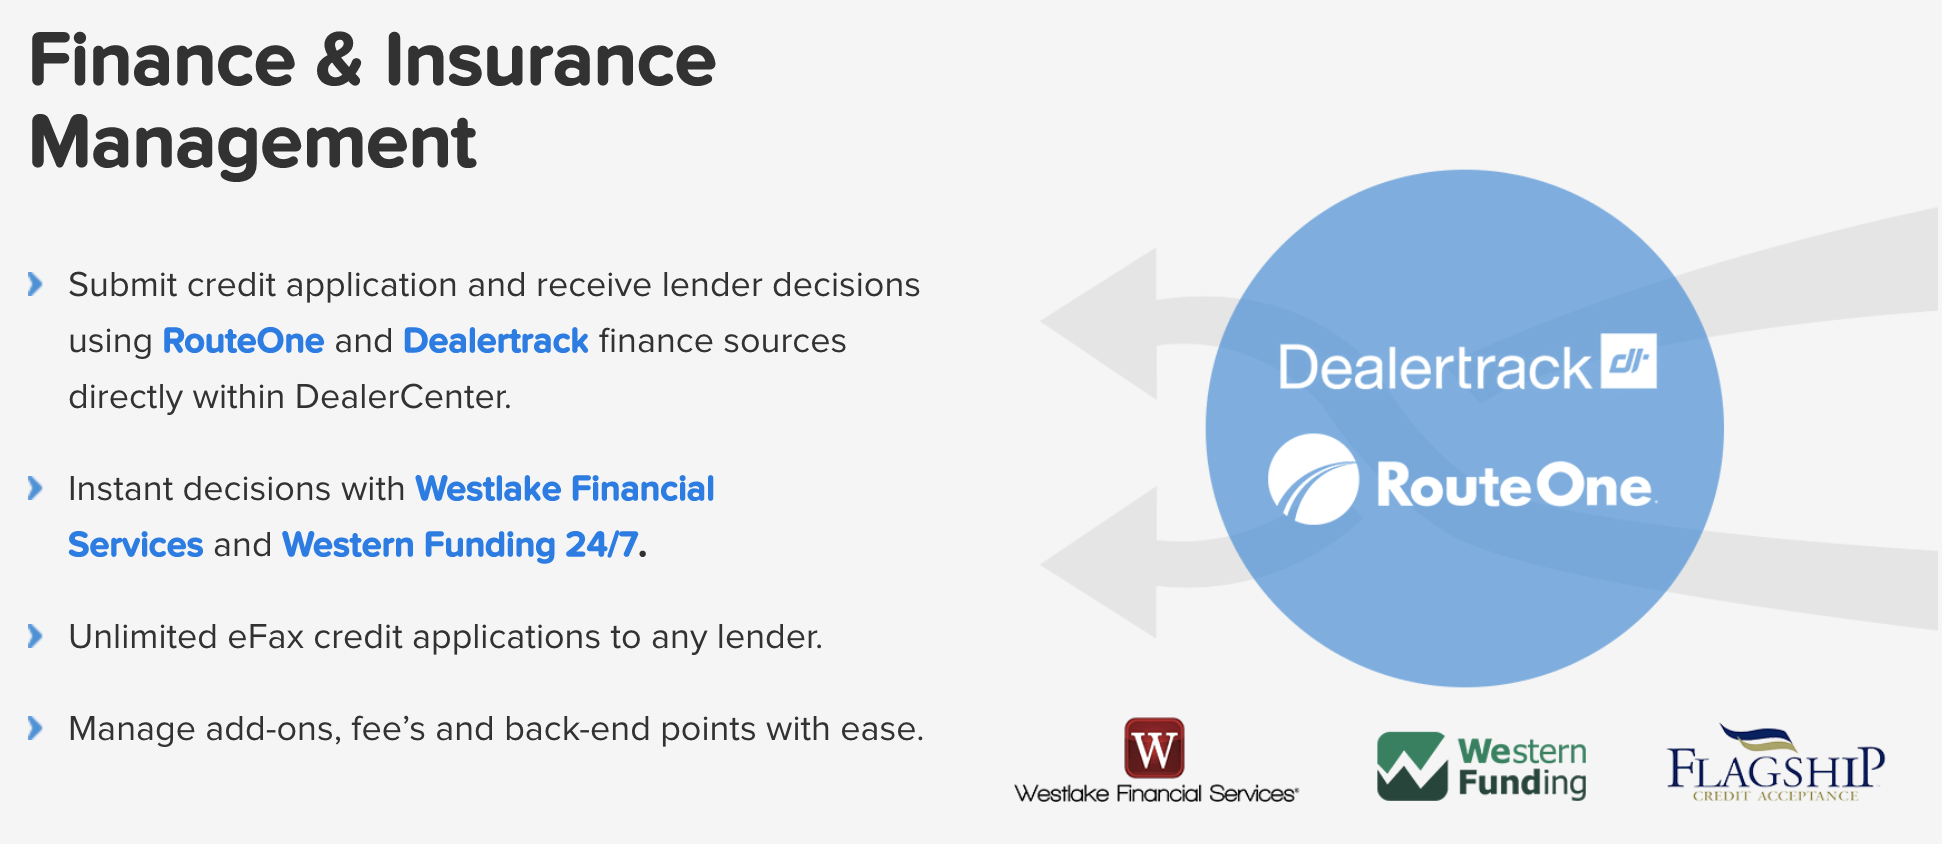 Finance & Insurance
Management
Submit credit application and receive lender decisions
using RouteOne and Dealertrack finance sources
directly within DealerCenter.
Instant decisions with Westlake Financial
Services and Western Funding 24/7.
Unlimited eFax credit applications to any lender.
Manage add-ons, fee’s and back-end points with ease.
Dealertrack dt
RouteOne.
W
Westlake Financial Services®
Western
Funding
FLAGSHIP
CREDIT ACCEPTANCE